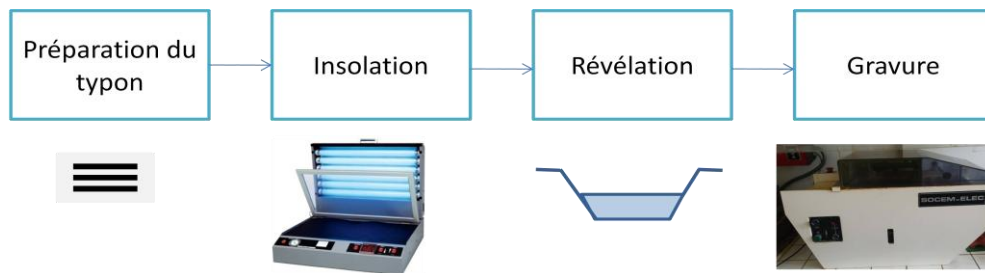 Préparation du
typon
Insolation
Révélation
Gravure
SOCEM-ELEC